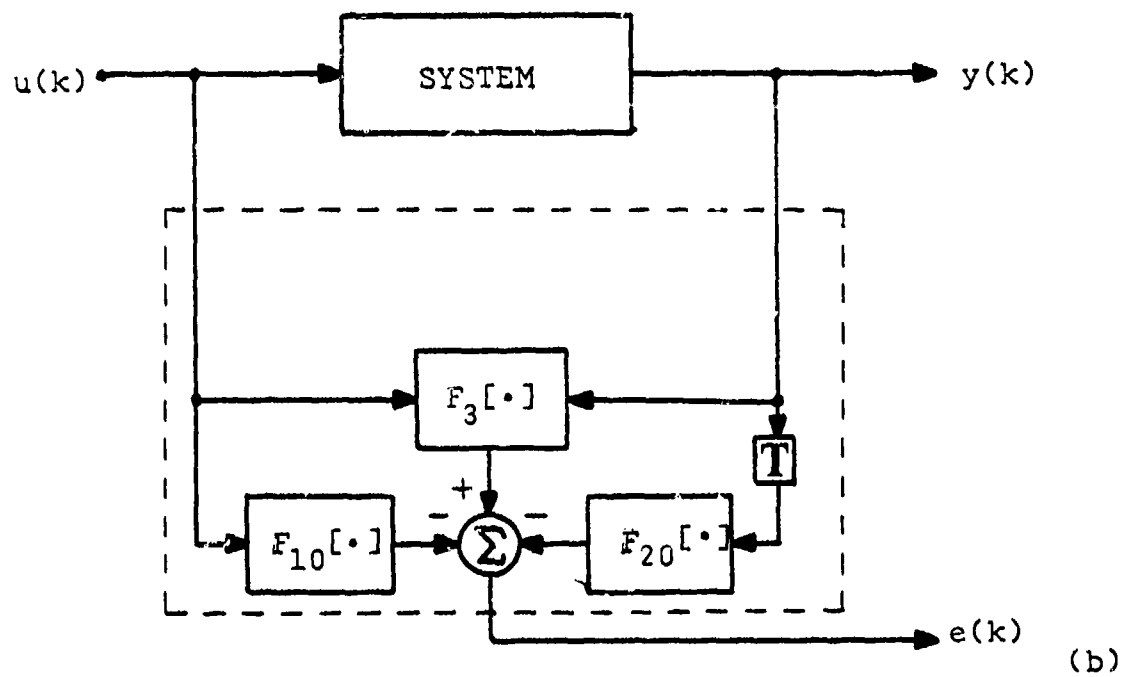 u(k)
SYSTEM
y(k)
F₃[·]
T
+
−
−
F₁₀[·]
Σ
F₂₀[·]
e(k)
(b)